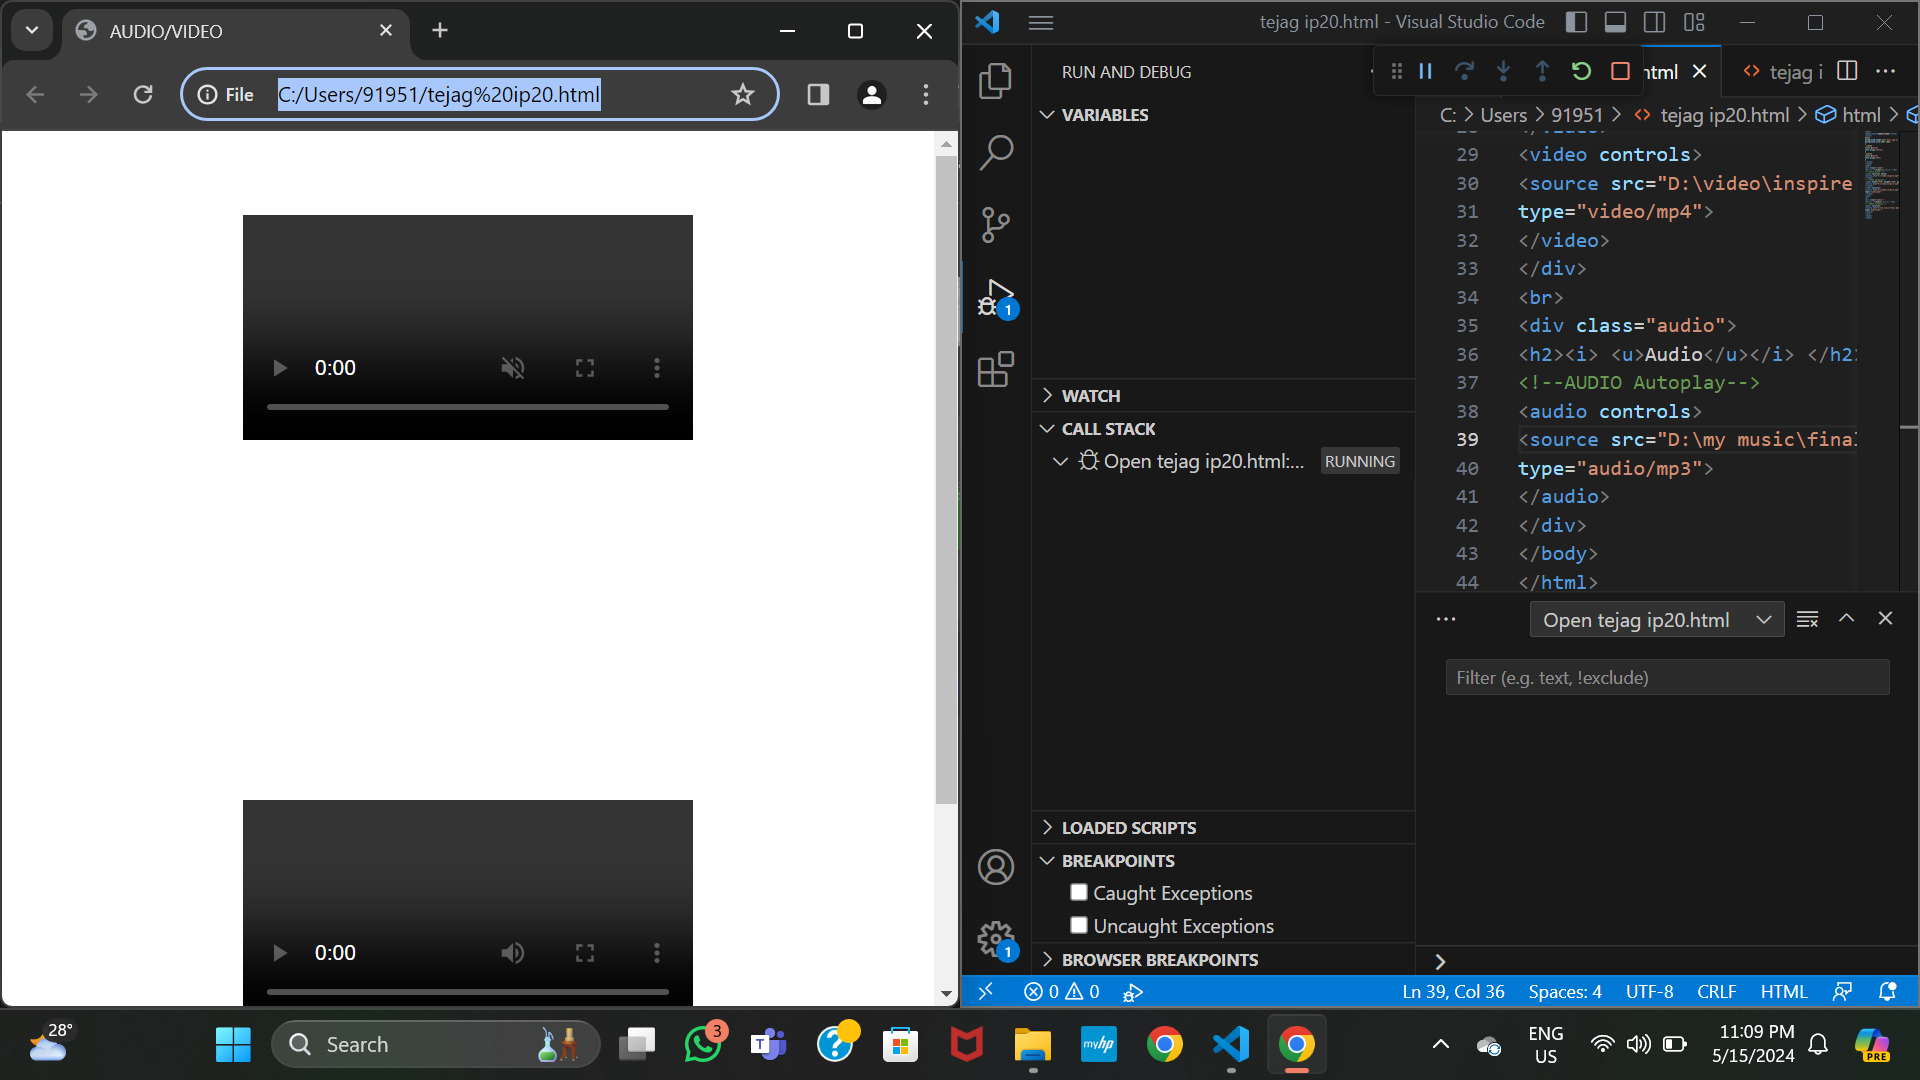 AUDIO/VIDEO
File C:/Users/91951/tejag%20ip20.html
0:00
0:00
tejag ip20.html - Visual Studio Code
RUN AND DEBUG
html
tejag i
VARIABLES
C: > Users > 91951 > tejag ip20.html > html >
29 <video controls>
30 <source src="D:\video\inspire
31 type="video/mp4">
32 </video>
33 </div>
34 <br>
35 <div class="audio">
36 <h2><i> <u>Audio</u></i> </h2>
37 <!--AUDIO Autoplay-->
38 <audio controls>
39 <source src="D:\my music\final
40 type="audio/mp3">
41 </audio>
42 </div>
43 </body>
44 </html>
1
WATCH
CALL STACK
Open tejag ip20.html:... RUNNING
Open tejag ip20.html
Filter (e.g. text, !exclude)
LOADED SCRIPTS
BREAKPOINTS
Caught Exceptions
Uncaught Exceptions
1
BROWSER BREAKPOINTS
0 0
Ln 39, Col 36 Spaces: 4 UTF-8 CRLF HTML
28°
Search
3
myhp
ENG
US
11:09 PM
5/15/2024
PRE